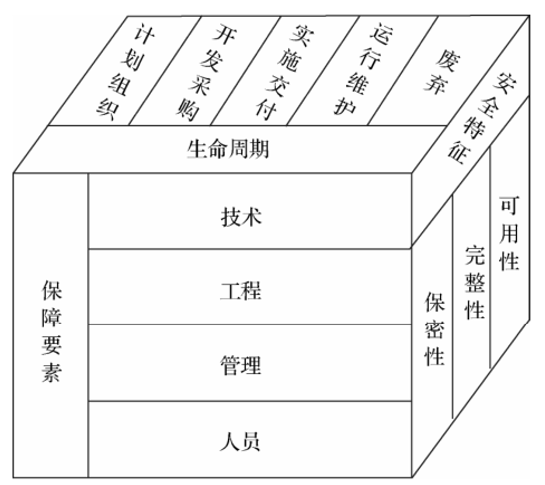 计划组织
开发采购
实施交付
运行维护
废弃
安全特征
生命周期
保障要素
技术
工程
管理
人员
保密性
完整性
可用性